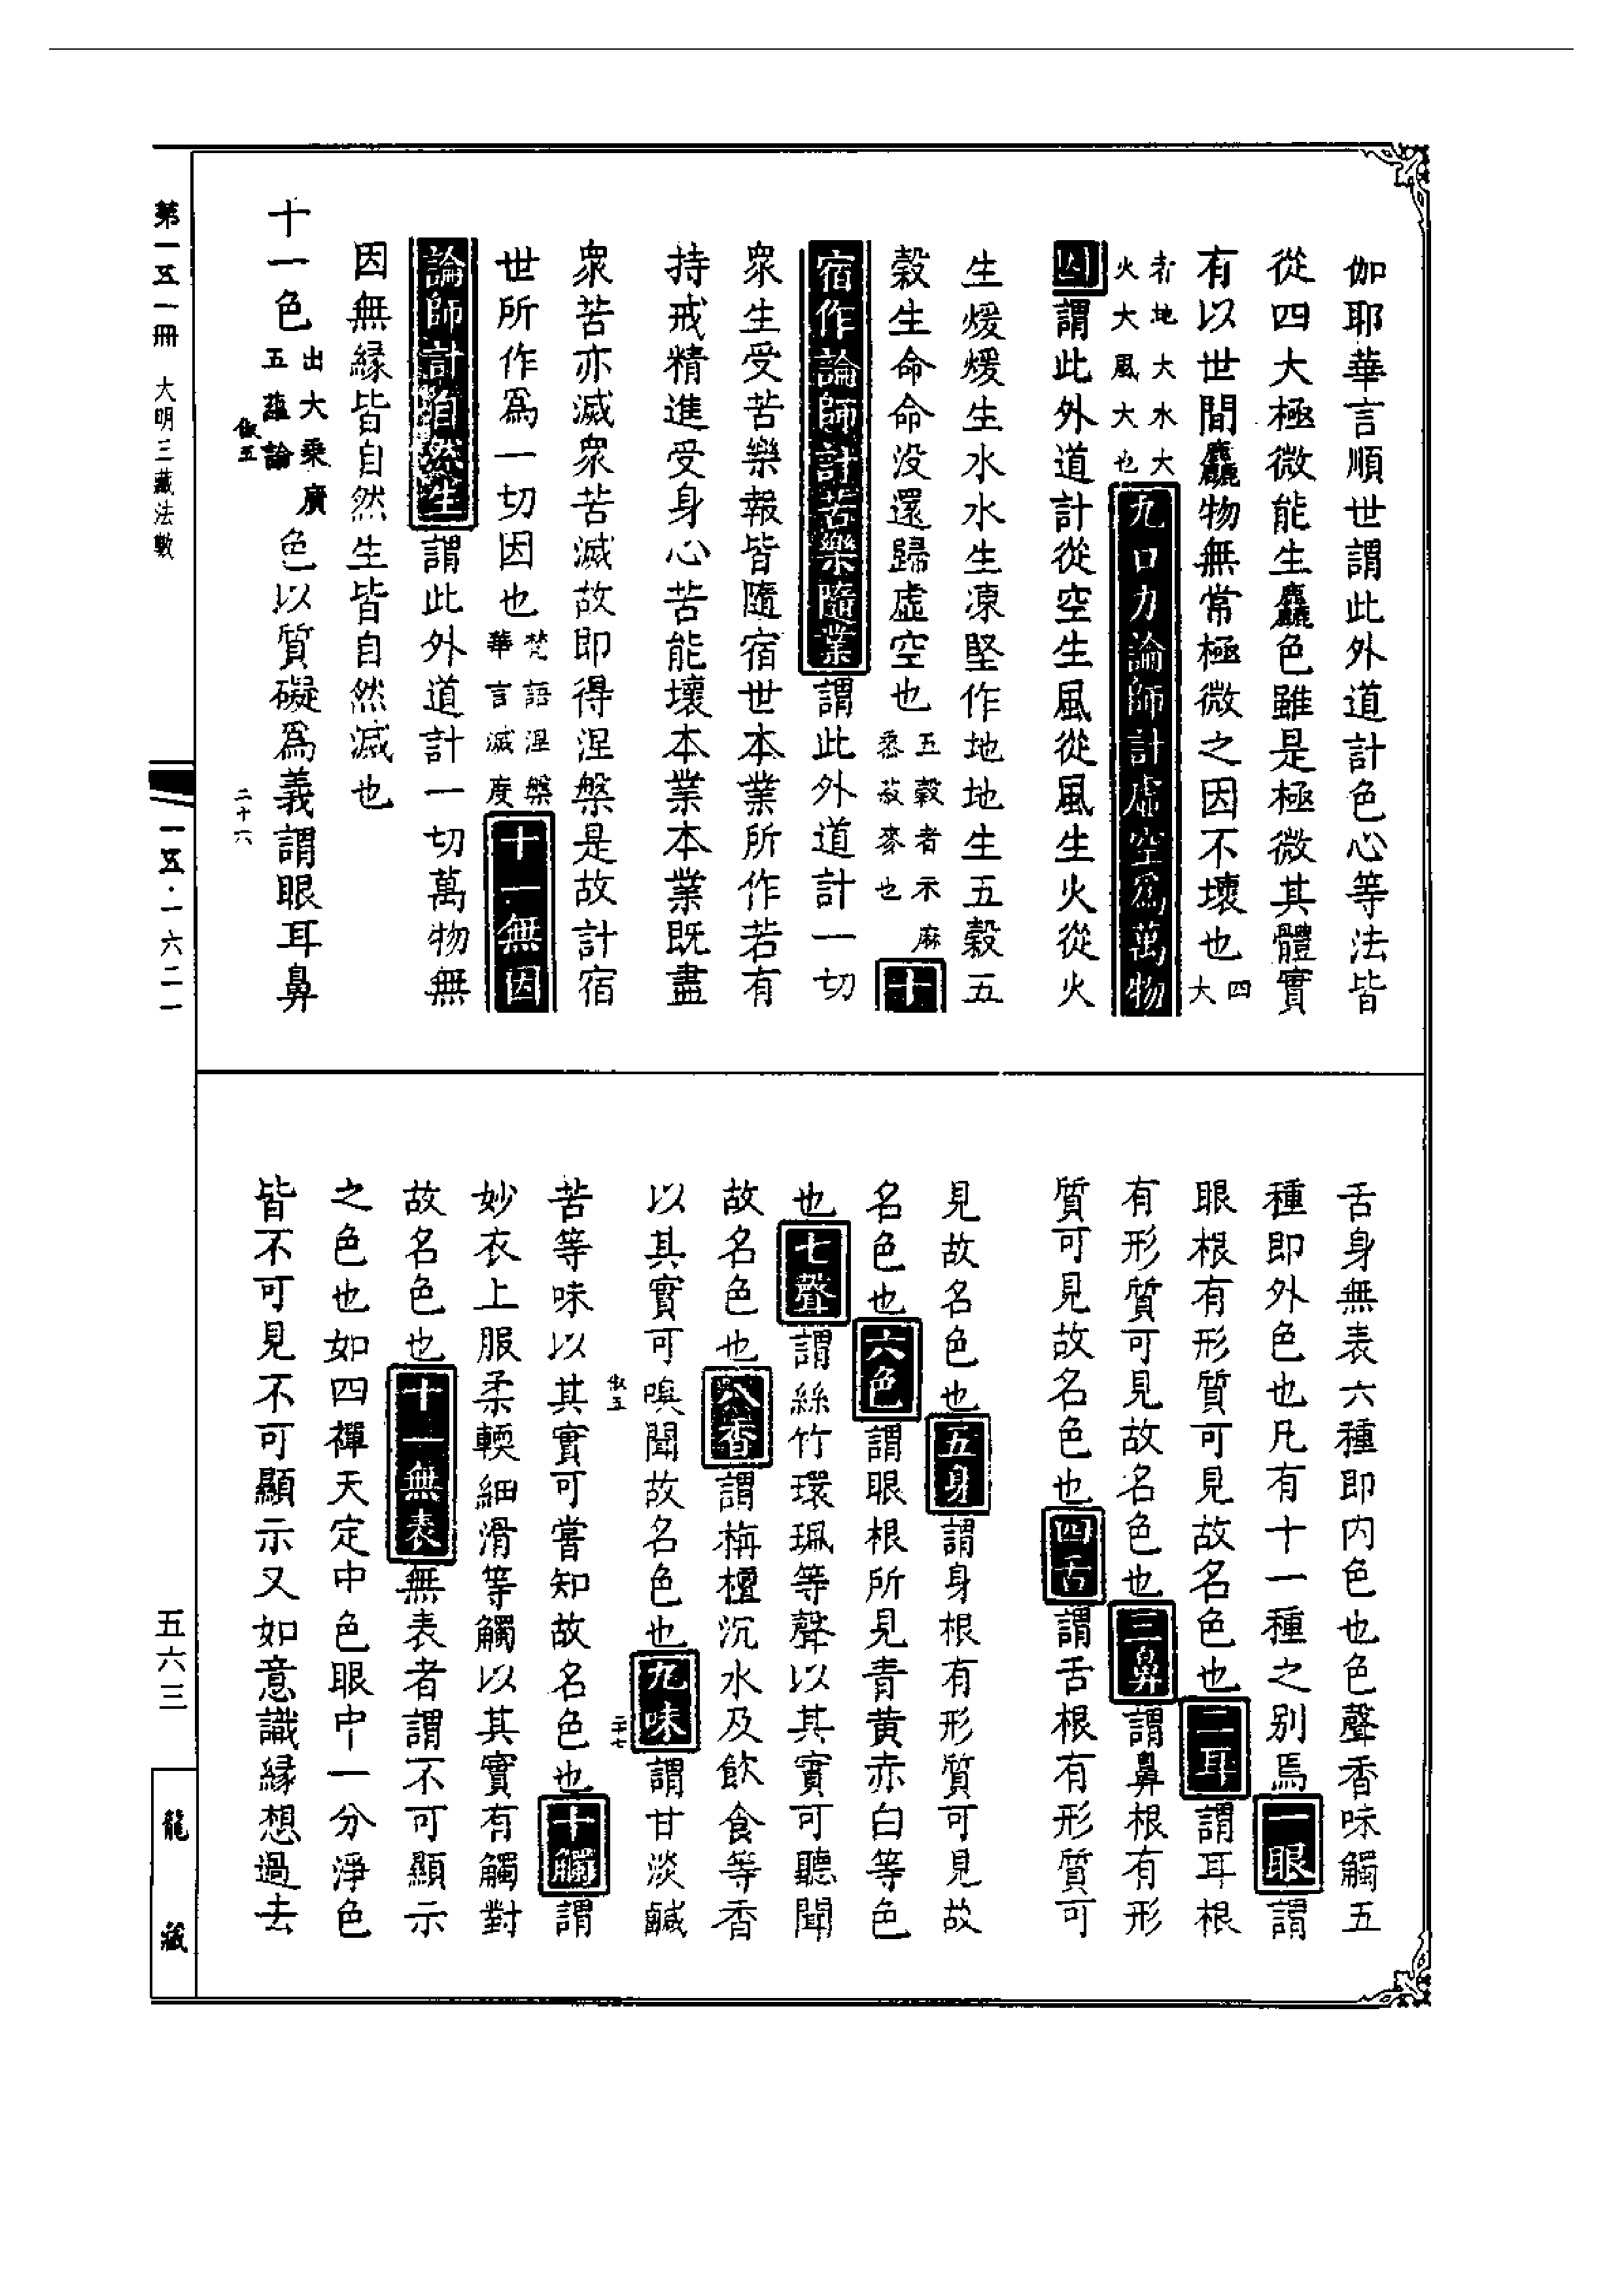 伽耶華言順世謂此外道計色心等法皆
從四大極微能生麤色雖是極微其體實
有以世間麤物無常極微之因不壞也四大
者地大水大火大風大也九口力論師計虛空爲萬物
因謂此外道計從空生風從風生火從火
生煖煖生水水生凍堅作地地生五穀五
穀生命命没還歸虛空也五穀者禾麻黍菽麥也十
宿作論師計苦樂隨業謂此外道計一切
衆生受苦樂報皆隨宿世本業所作若有
持戒精進受身心苦能壞本業本業既盡
衆苦亦滅衆苦滅故即得涅槃是故計宿
世所作爲一切因也梵語涅槃華言滅度十一無因
論師計自然生謂此外道計一切萬物無
因無緣皆自然生皆自然滅也
十一色出大乘廣五蘊論色以質礙爲義謂眼耳鼻
二十六
舌身無表六種即内色也色聲香味觸五
種即外色也凡有十一種之別焉一眼謂
眼根有形質可見故名色也二耳謂耳根
有形質可見故名色也三鼻謂鼻根有形
質可見故名色也四舌謂舌根有形質可
見故名色也五身謂身根有形質可見故
名色也六色謂眼根所見青黄赤白等色
也七聲謂絲竹環珮等聲以其實可聽聞
故名色也八香謂栴檀沉水及飲食等香
以其實可嗅聞故名色也九味謂甘淡鹹
二十七
苦等味以其實可嘗知故名色也十觸謂
妙衣上服柔輭細滑等觸以其實有觸對
故名色也十一無表無表者謂不可顯示
之色也如四禪天定中色眼中一分淨色
皆不可見不可顯示又如意識緣想過去
第一五一冊 大明三藏法數
一五·一六二一
五六三
龍藏